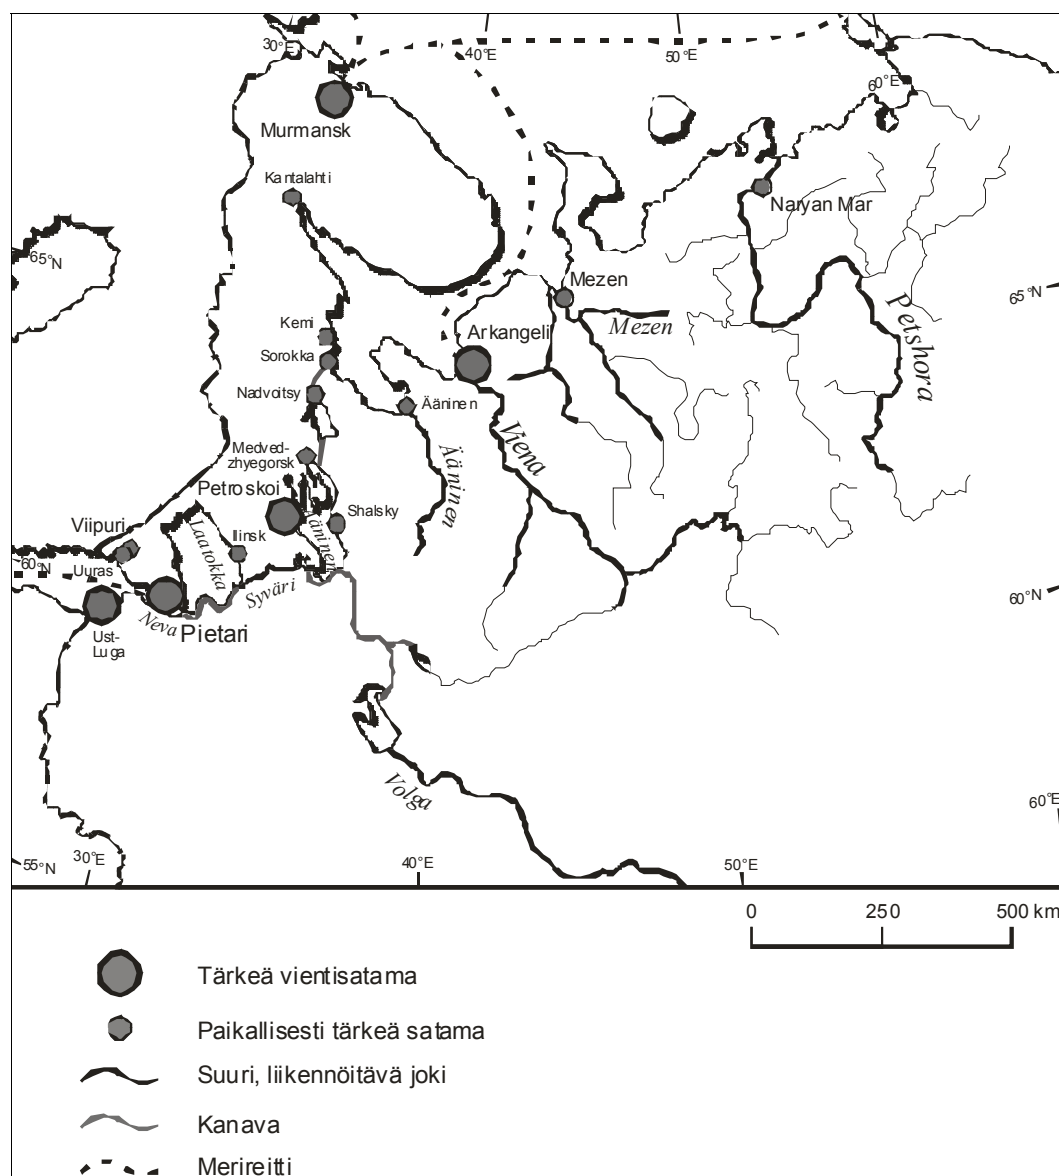 30°E
40°E
50°E
60°E
Murmansk
Kantalahti
Naryan Mar
65°N
65°N
Mezen
Mezen
Petshora
Kemi
Arkangeli
Sorokka
Nadvoitsy
Ääninen
Viena
Medved-
zhyegorsk
Ääninen
Petroskoi
Shalsky
Viipuri
Laatokka
Ilinsk
Ääninen
60°N
Uuras
Syväri
60°N
Neva
Pietari
Ust-
Luga
Volga
60°E
55°N
30°E
40°E
50°E
0 250 500 km
Tärkeä vientisatama
Paikallisesti tärkeä satama
Suuri, liikennöitävä joki
Kanava
Merireitti